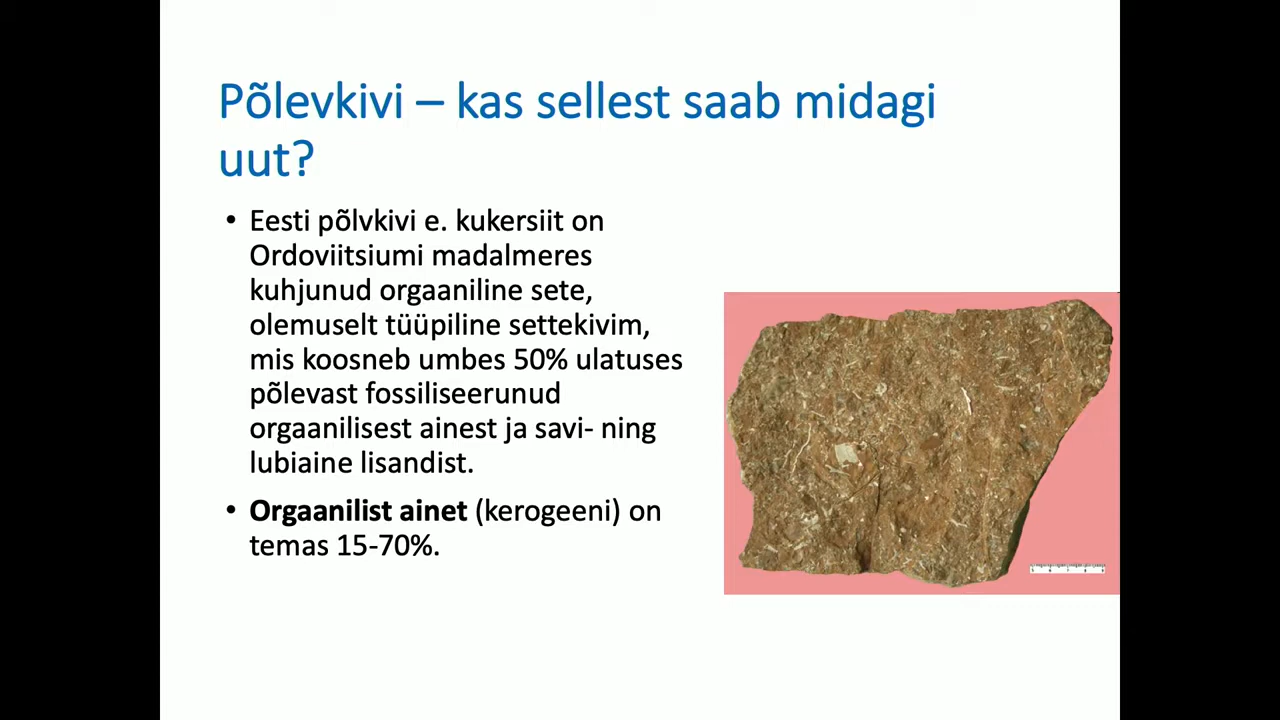 Põlevkivi – kas sellest saab midagi
uut?
• Eesti põlvkivi e. kukersiit on
Ordoviitsiumi madalmeres
kuhjunud orgaaniline sete,
olemuselt tüüpiline settekivim,
mis koosneb umbes 50% ulatuses
põlevast fossiliseerunud
orgaanilisest ainest ja savi- ning
lubiaine lisandist.
• Orgaanilist ainet (kerogeeni) on
temas 15-70%.